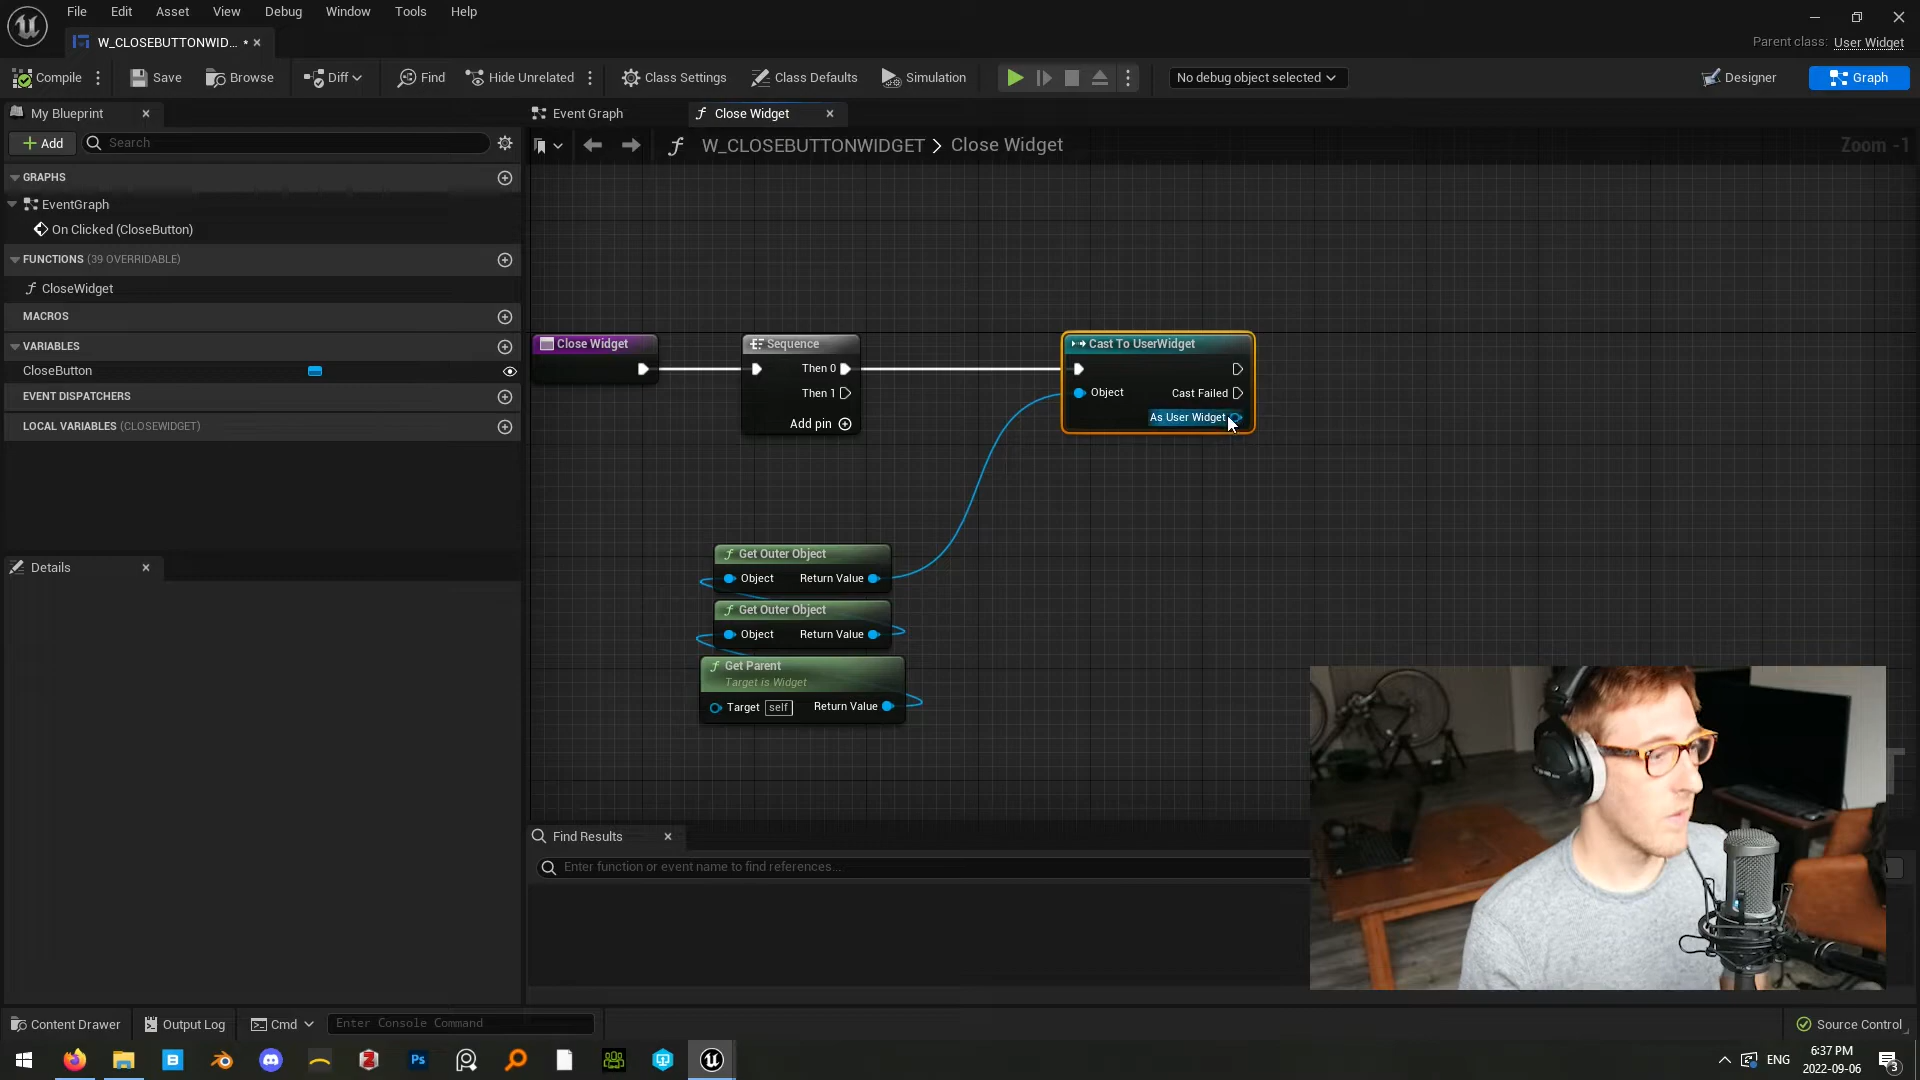 File Edit Asset View Debug Window Tools Help
W_CLOSEBUTTONWID... *
Parent class: User Widget
Compile Save Browse Diff Find Hide Unrelated Class Settings Class Defaults Simulation No debug object selected Designer Graph
My Blueprint
Event Graph
Close Widget
Add
Search
W_CLOSEBUTTONWIDGET > Close Widget
Zoom -1
GRAPHS
EventGraph
On Clicked (CloseButton)
FUNCTIONS (39 OVERRIDABLE)
CloseWidget
MACROS
VARIABLES
CloseButton
EVENT DISPATCHERS
LOCAL VARIABLES (CLOSEWIDGET)
Details
Close Widget
Sequence
Then 0
Then 1
Add pin
Cast To UserWidget
Object
Cast Failed
As User Widget
Get Outer Object
Object Return Value
Get Outer Object
Object Return Value
Get Parent
Target is Widget
Target self Return Value
Find Results
Enter function or event name to find references...
Content Drawer Output Log Cmd Enter Console Command Source Control
Ps
ENG
6:37 PM
2022-09-06
3